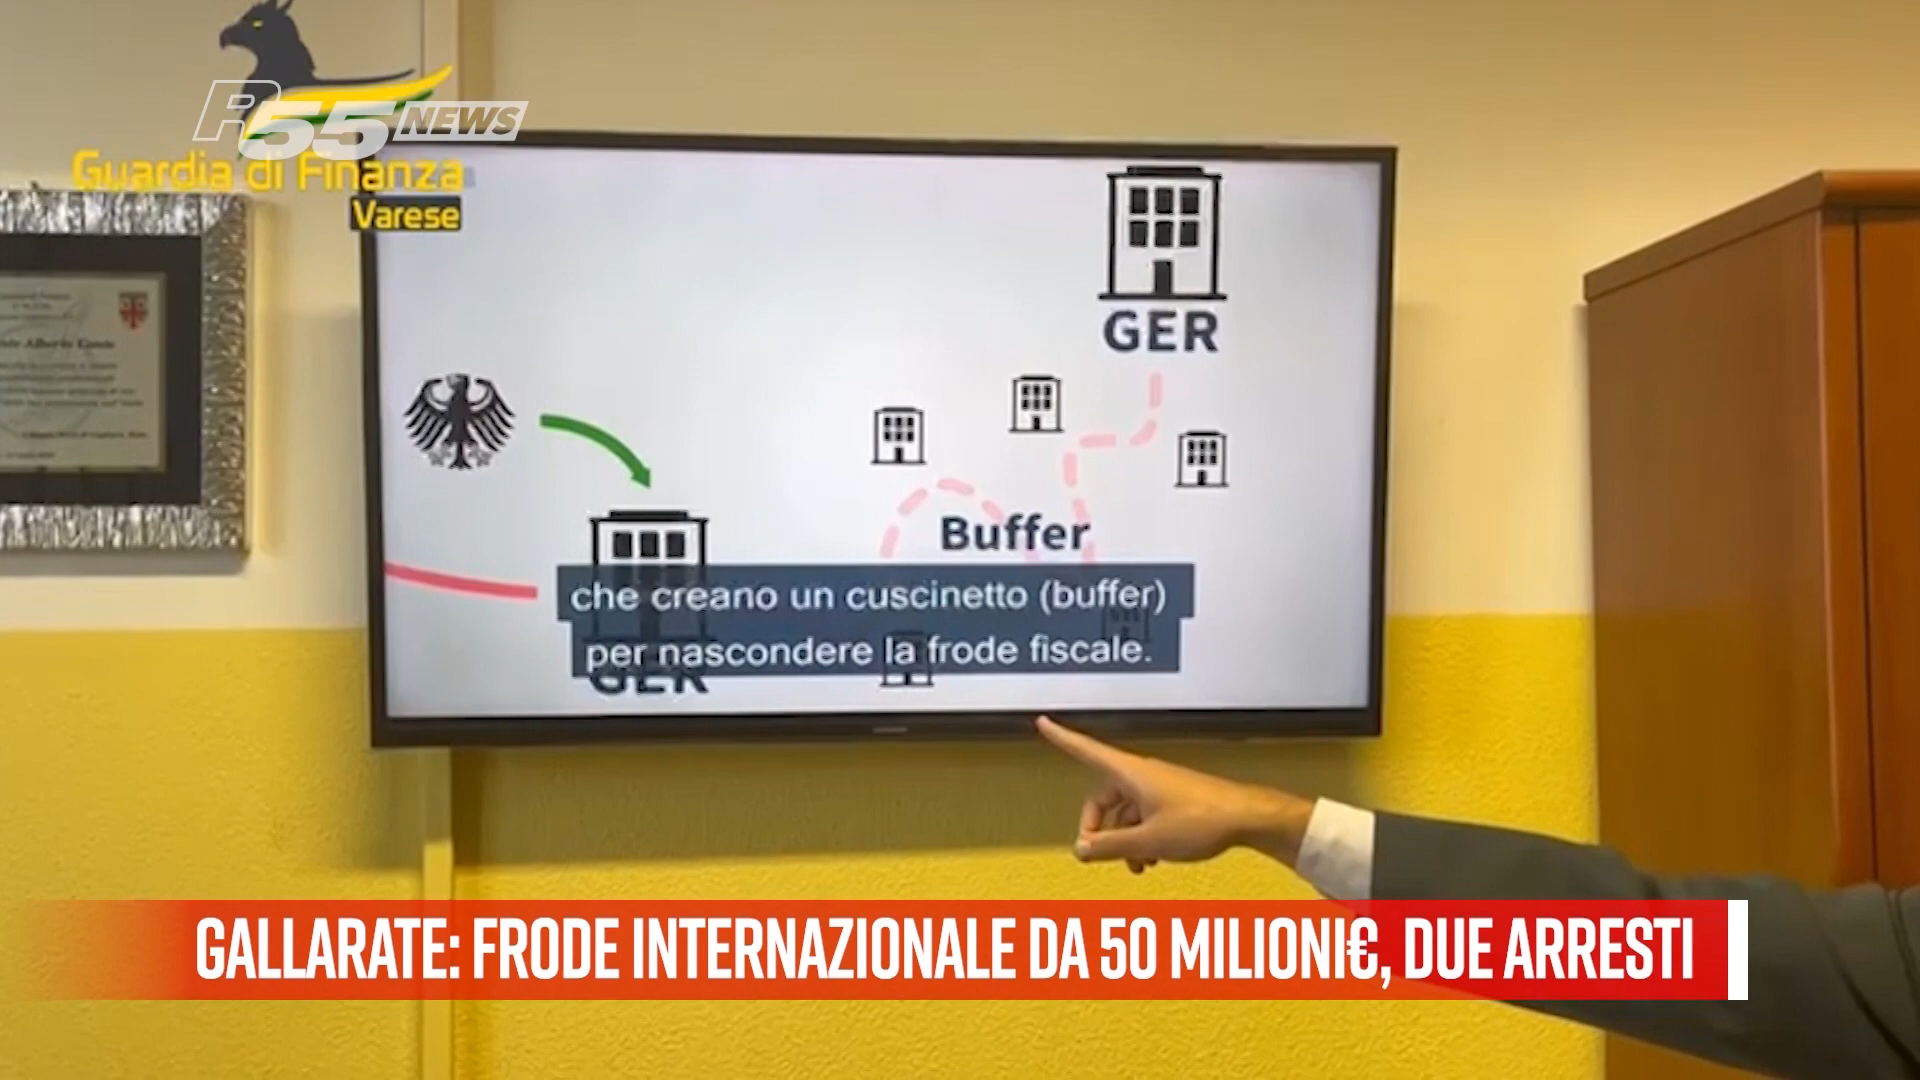 R55 NEWS
Guardia di Finanza
Varese
GER
Buffer
che creano un cuscinetto (buffer)
per nascondere la frode fiscale.
GER
GALLARATE: FRODE INTERNAZIONALE DA 50 MILIONI€, DUE ARRESTI